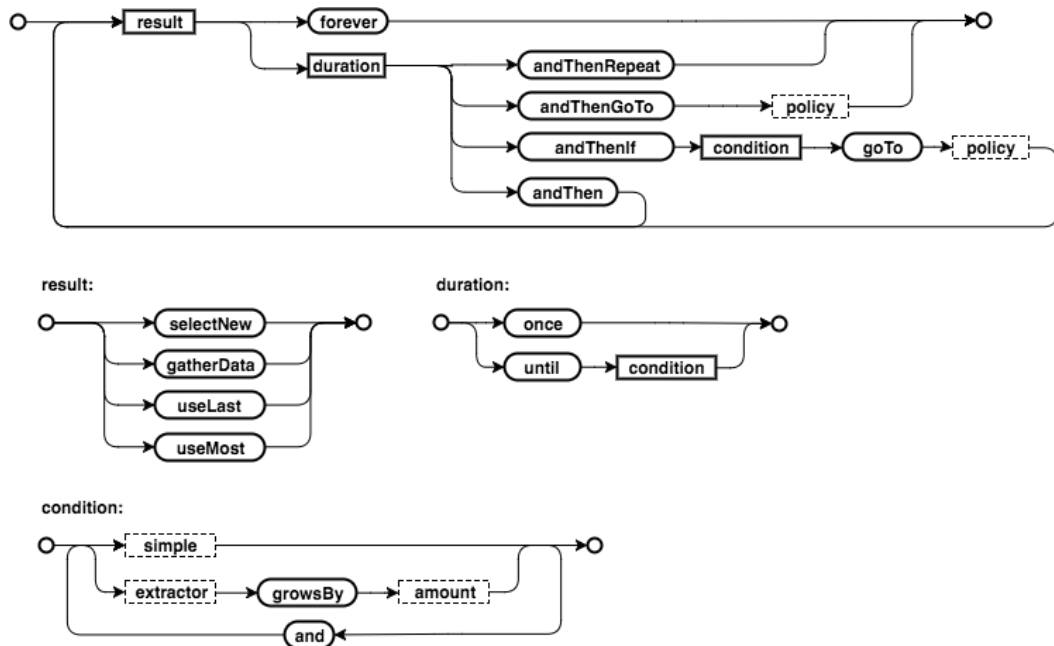 result forever
duration andThenRepeat
andThenGoTo policy
andThenIf condition goTo policy
andThen
result:
selectNew
gatherData
useLast
useMost
duration:
once
until condition
condition:
simple
extractor growsBy amount
and